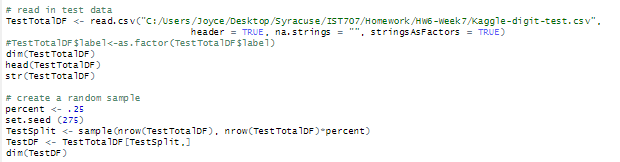 # read in test data
TestTotalDF <- read.csv("C:/Users/Joyce/Desktop/Syracuse/IST707/Homework/HW6-Week7/Kaggle-digit-test.csv",
header = TRUE, na.strings = "", stringsAsFactors = TRUE)
#TestTotalDF$label<-as.factor(TestTotalDF$label)
dim(TestTotalDF)
head(TestTotalDF)
str(TestTotalDF)
# create a random sample
percent <- .25
set.seed (275)
TestSplit <- sample(nrow(TestTotalDF), nrow(TestTotalDF)*percent)
TestDF <- TestTotalDF[TestSplit,]
dim(TestDF)